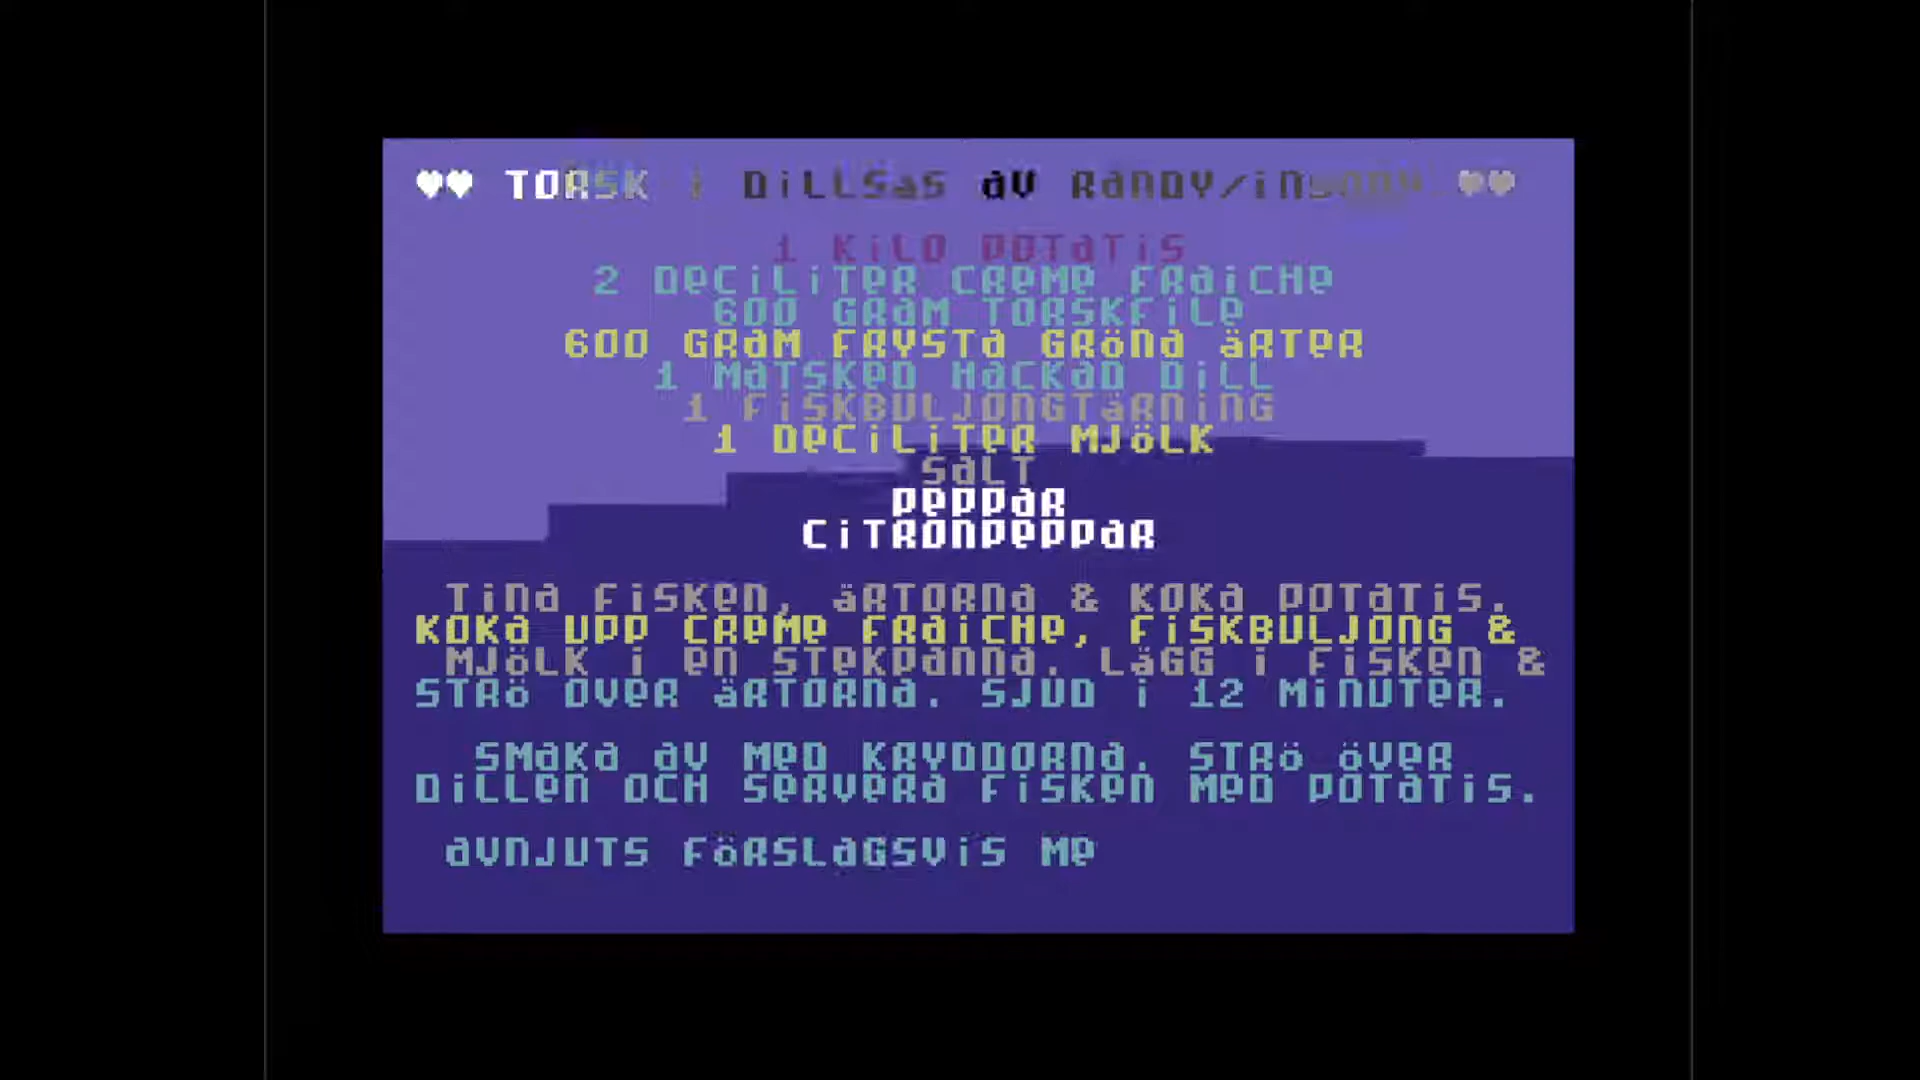 ♥♥ TORSK i DiLLSaS aV RaNDY/iNSaNe ♥♥
1 KiLO POTaTiS
2 DeCiLiTeR CReMe FRaiCHe
600 GRaM TORSKFiLe
600 GRaM FRYSTa GRöNa äRTeR
1 MaTSKeD HaCKaD DiLL
1 FiSKBULJONGTäRNiNG
1 DeCiLiTeR MJöLK
SaLT
PePPaR
CiTRONPePPaR
TiNa FiSKeN, äRTORNa & KOKa POTaTiS.
KOKa UPP CReMe FRaiCHe, FiSKBULJONG &
MJöLK i eN STeKPaNNa. LäGG i FiSKeN &
STRö OVeR äRTORNa. SJUD i 12 MiNUTeR.
SMaKa aV MeD KRYDDORNa. STRö öVeR
DiLLeN OCH SeRVeRa FiSKeN MeD POTaTiS.
aVNJUTS FöRSLaGSViS Me